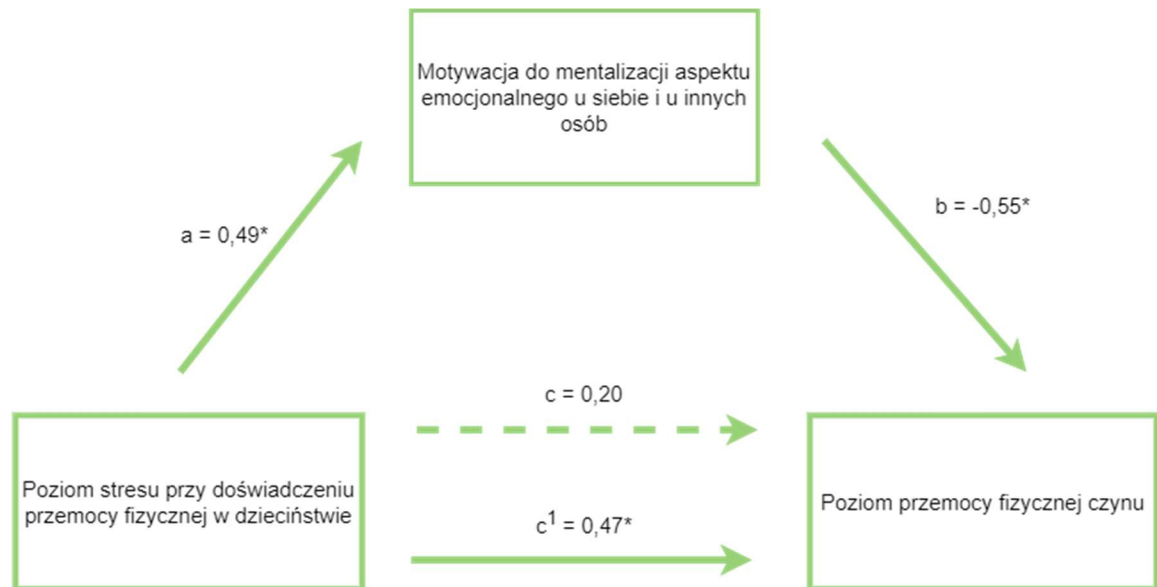 Motywacja do mentalizacji aspektu
emocjonalnego u siebie i u innych
osób
a = 0,49*
b = -0,55*
c = 0,20
Poziom stresu przy doświadczeniu
przemocy fizycznej w dzieciństwie
Poziom przemocy fizycznej czynu
c¹ = 0,47*